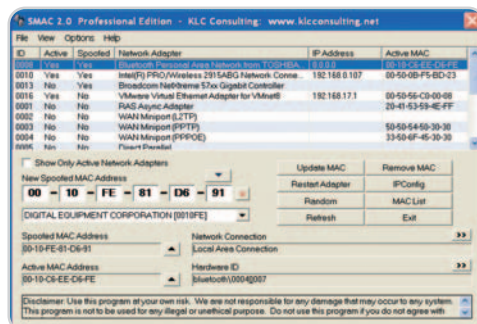 SMAC 2.0 Professional Edition - KLC Consulting: www.klcconsulting.net
File View Options Help
ID Active Spoofed Network Adapter IP Address Active MAC
0008 Yes Yes Bluetooth Personal Area Network from TOSHIBA... 0.0.0.0 00-10-C6-EE-D6-FE
0010 Yes Yes Intel(R) PRO/Wireless 2915ABG Network Conne... 192.168.0.107 00-50-0B-F5-BD-23
0013 Yes No Broadcom NetXtreme 57xx Gigabit Controller
0016 Yes No VMware Virtual Ethernet Adapter for VMnet8 192.168.17.1 00-50-56-C0-00-08
0001 No No RAS Async Adapter 20-41-53-59-4E-FF
0002 No No WAN Miniport (L2TP)
0003 No No WAN Miniport (PPTP) 50-50-54-50-30-30
0004 No No WAN Miniport (PPPOE) 33-50-6F-45-30-30
0005 No No Direct Parallel
Show Only Active Network Adapters
New Spoofed MAC Address
00 - 10 - FE - 81 - D6 - 91
DIGITAL EQUIPMENT CORPORATION [0010FE]
Update MAC Remove MAC
Restart Adapter IPConfig
Random MAC List
Refresh Exit
Spoofed MAC Address
00-10-FE-81-D6-91
Network Connection >>
Local Area Connection
Active MAC Address
00-10-C6-EE-D6-FE
Hardware ID >>
bluetooth\0004&0007
Disclaimer: Use this program at your own risk. We are not responsible for any damage that may occur to any system.
This program is not to be used for any illegal or unethical purpose. Do not use this program if you do not agree with